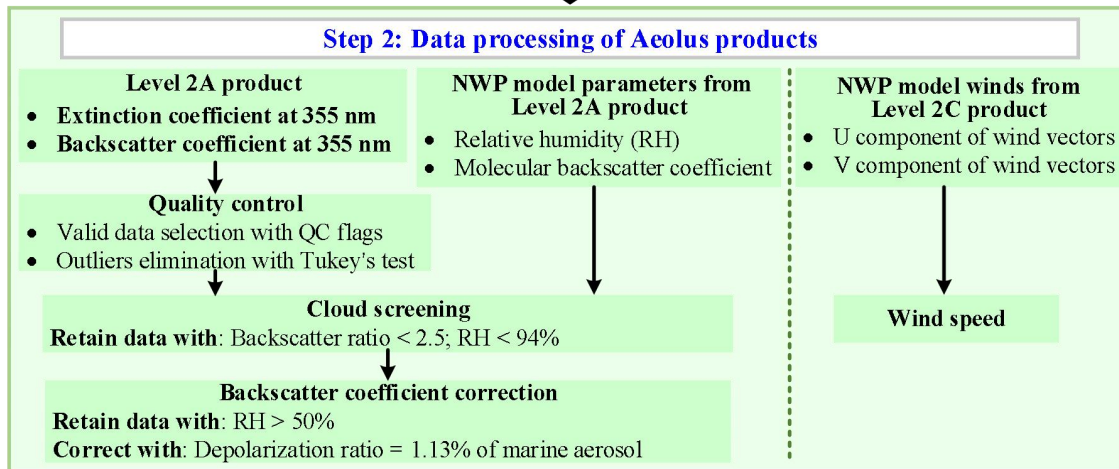 Step 2: Data processing of Aeolus products
Level 2A product
• Extinction coefficient at 355 nm
• Backscatter coefficient at 355 nm
Quality control
• Valid data selection with QC flags
• Outliers elimination with Tukey's test
NWP model parameters from
Level 2A product
• Relative humidity (RH)
• Molecular backscatter coefficient
Cloud screening
Retain data with: Backscatter ratio < 2.5; RH < 94%
Backscatter coefficient correction
Retain data with: RH > 50%
Correct with: Depolarization ratio = 1.13% of marine aerosol
NWP model winds from
Level 2C product
• U component of wind vectors
• V component of wind vectors
Wind speed